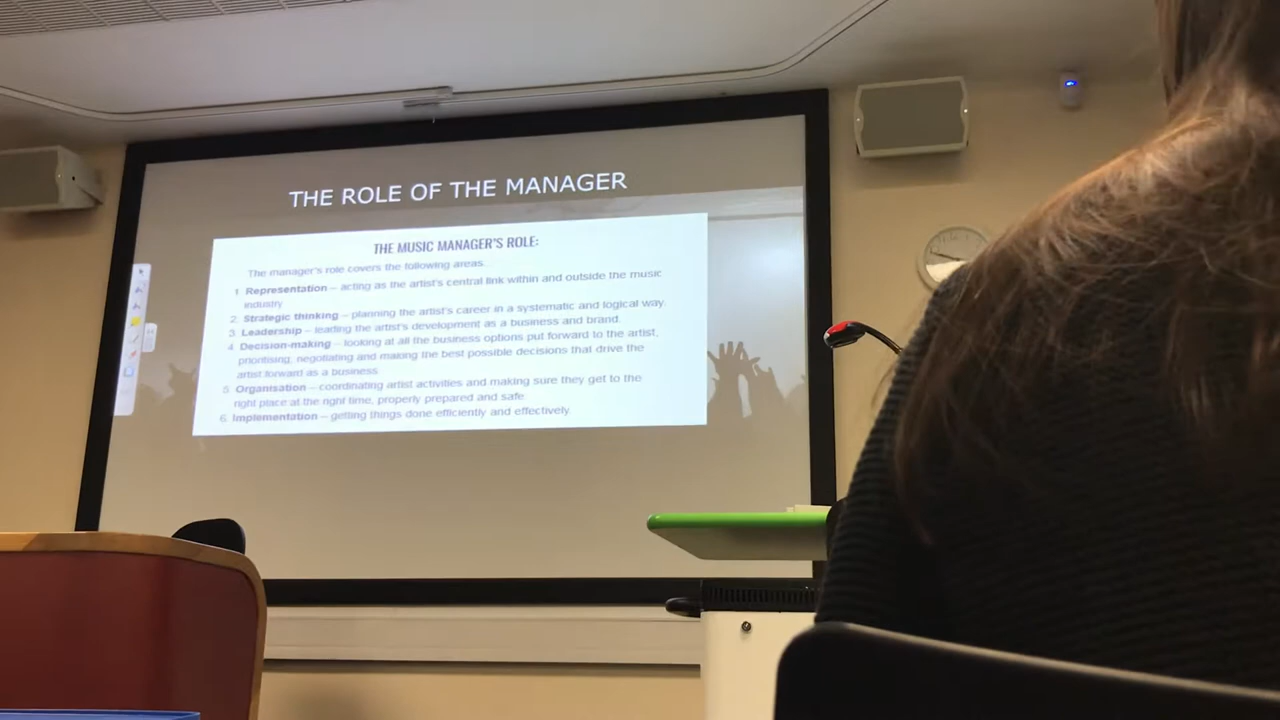 THE ROLE OF THE MANAGER
THE MUSIC MANAGER'S ROLE:
The manager's role covers the following areas.
1 Representation – acting as the artist's central link within and outside the music
industry
2. Strategic thinking – planning the artist's career in a systematic and logical way.
3 Leadership – leading the artist's development as a business and brand.
4 Decision-making – looking at all the business options put forward to the artist,
prioritising, negotiating and making the best possible decisions that drive the
artist forward as a business
5 Organisation – coordinating artist activities and making sure they get to the
right place at the right time, properly prepared and safe
6. Implementation – getting things done efficiently and effectively